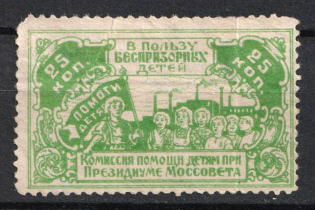 25 КОП.
В ПОЛЬЗУ
БЕСПРИЗОРНЫХ
ДЕТЕЙ
25 КОП.
ПОМОГИ
ДЕТЯМ
КОМИССИЯ ПОМОЩИ ДЕТЯМ ПРИ
ПРЕЗИДИУМЕ МОССОВЕТА